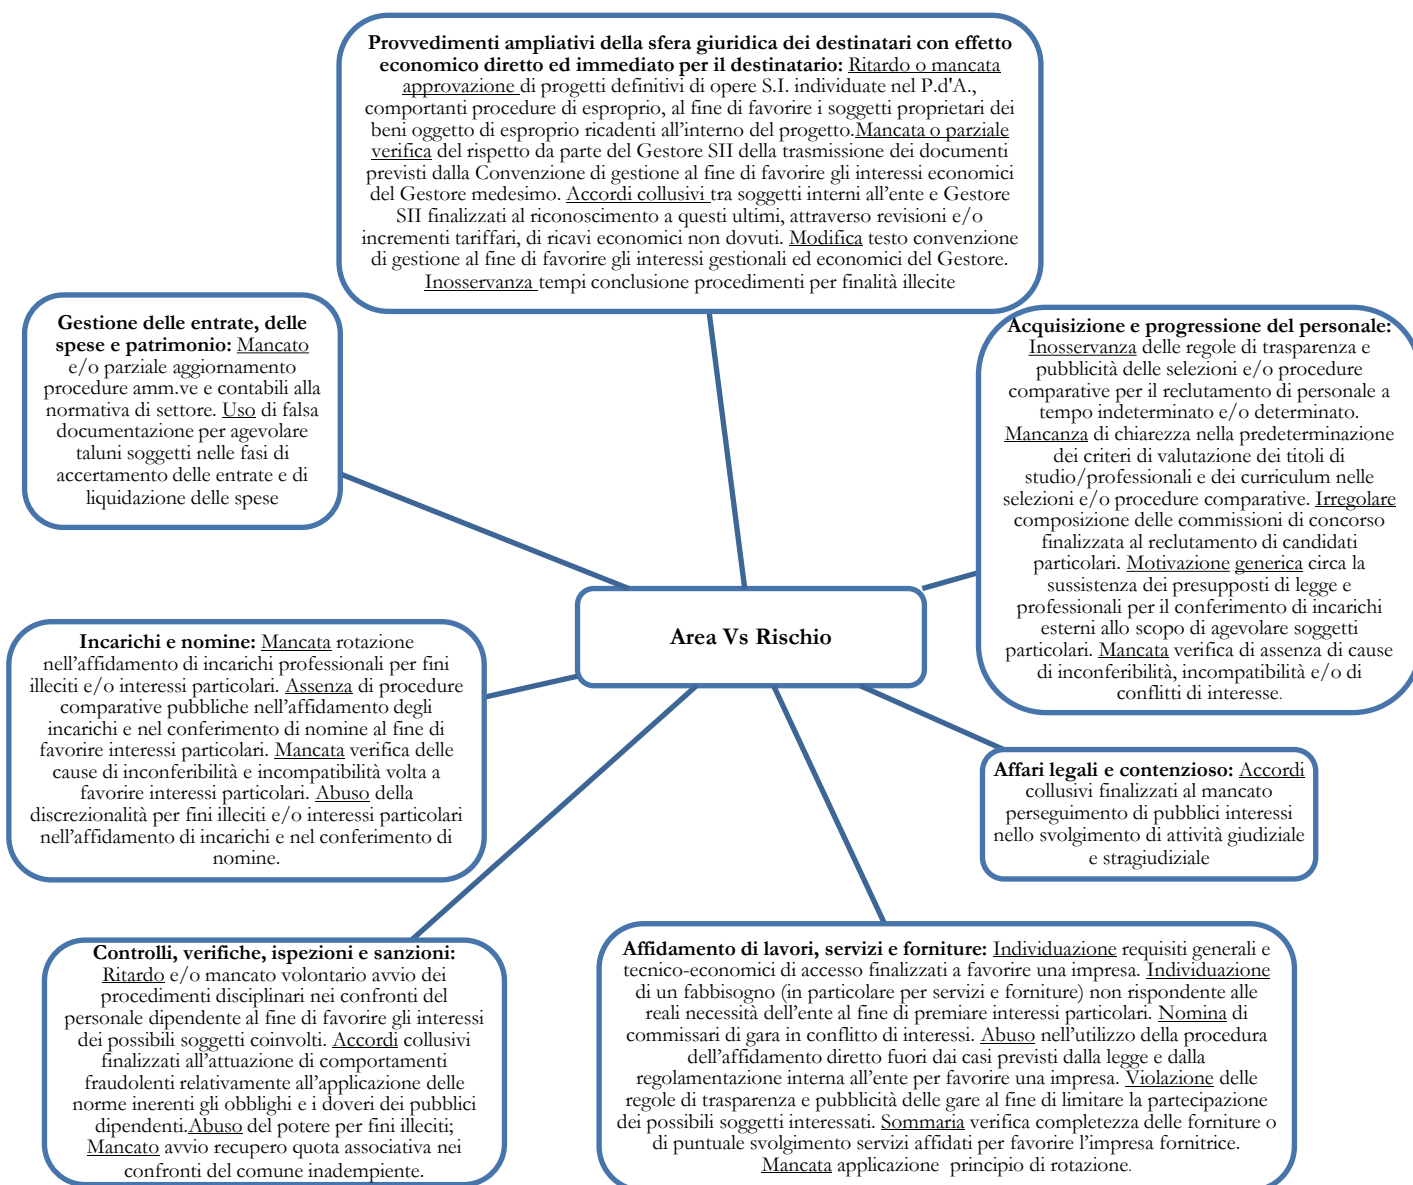 Provvedimenti ampliativi della sfera giuridica dei destinatari con effetto
economico diretto ed immediato per il destinatario: Ritardo o mancata
approvazione di progetti definitivi di opere S.I. individuate nel P.d'A.,
comportanti procedure di esproprio, al fine di favorire i soggetti proprietari dei
beni oggetto di esproprio ricadenti all’interno del progetto.Mancata o parziale
verifica del rispetto da parte del Gestore SII della trasmissione dei documenti
previsti dalla Convenzione di gestione al fine di favorire gli interessi economici
del Gestore medesimo. Accordi collusivi tra soggetti interni all’ente e Gestore
SII finalizzati al riconoscimento a questi ultimi, attraverso revisioni e/o
incrementi tariffari, di ricavi economici non dovuti. Modifica testo convenzione
di gestione al fine di favorire gli interessi gestionali ed economici del Gestore.
Inosservanza tempi conclusione procedimenti per finalità illecite
Gestione delle entrate, delle
spese e patrimonio: Mancato
e/o parziale aggiornamento
procedure amm.ve e contabili alla
normativa di settore. Uso di falsa
documentazione per agevolare
taluni soggetti nelle fasi di
accertamento delle entrate e di
liquidazione delle spese
Acquisizione e progressione del personale:
Inosservanza delle regole di trasparenza e
pubblicità delle selezioni e/o procedure
comparative per il reclutamento di personale a
tempo indeterminato e/o determinato.
Mancanza di chiarezza nella predeterminazione
dei criteri di valutazione dei titoli di
studio/professionali e dei curriculum nelle
selezioni e/o procedure comparative. Irregolare
composizione delle commissioni di concorso
finalizzata al reclutamento di candidati
particolari. Motivazione generica circa la
sussistenza dei presupposti di legge e
professionali per il conferimento di incarichi
esterni allo scopo di agevolare soggetti
particolari. Mancata verifica di assenza di cause
di inconferibilità, incompatibilità e/o di
conflitti di interesse.
Area Vs Rischio
Incarichi e nomine: Mancata rotazione
nell’affidamento di incarichi professionali per fini
illeciti e/o interessi particolari. Assenza di procedure
comparative pubbliche nell’affidamento degli
incarichi e nel conferimento di nomine al fine di
favorire interessi particolari. Mancata verifica delle
cause di inconferibilità e incompatibilità volta a
favorire interessi particolari. Abuso della
discrezionalità per fini illeciti e/o interessi particolari
nell’affidamento di incarichi e nel conferimento di
nomine.
Affari legali e contenzioso: Accordi
collusivi finalizzati al mancato
perseguimento di pubblici interessi
nello svolgimento di attività giudiziale
e stragiudiziale
Controlli, verifiche, ispezioni e sanzioni:
Ritardo e/o mancato volontario avvio dei
procedimenti disciplinari nei confronti del
personale dipendente al fine di favorire gli interessi
dei possibili soggetti coinvolti. Accordi collusivi
finalizzati all’attuazione di comportamenti
fraudolenti relativamente all’applicazione delle
norme inerenti gli obblighi e i doveri dei pubblici
dipendenti.Abuso del potere per fini illeciti;
Mancato avvio recupero quota associativa nei
confronti del comune inadempiente.
Affidamento di lavori, servizi e forniture: Individuazione requisiti generali e
tecnico-economici di accesso finalizzati a favorire una impresa. Individuazione
di un fabbisogno (in particolare per servizi e forniture) non rispondente alle
reali necessità dell’ente al fine di premiare interessi particolari. Nomina di
commissari di gara in conflitto di interessi. Abuso nell’utilizzo della procedura
dell’affidamento diretto fuori dai casi previsti dalla legge e dalla
regolamentazione interna all’ente per favorire una impresa. Violazione delle
regole di trasparenza e pubblicità delle gare al fine di limitare la partecipazione
dei possibili soggetti interessati. Sommaria verifica completezza delle forniture o
di puntuale svolgimento servizi affidati per favorire l’impresa fornitrice.
Mancata applicazione principio di rotazione.